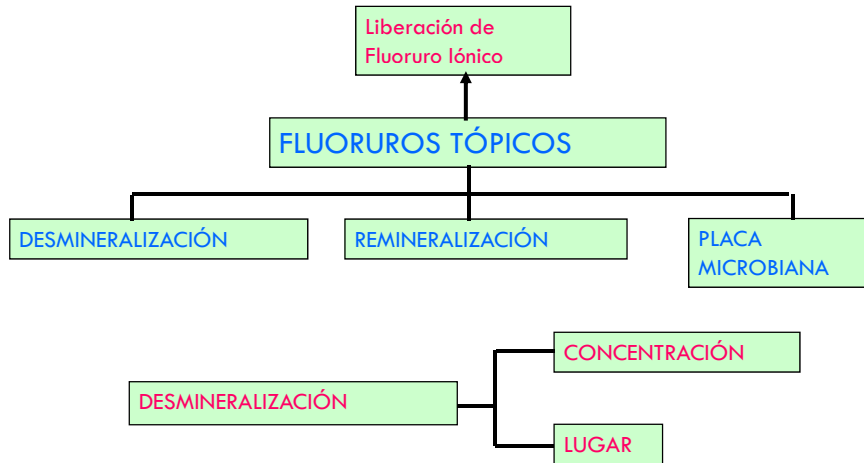 Liberación de
Fluoruro Iónico
FLUORUROS TÓPICOS
DESMINERALIZACIÓN
REMINERALIZACIÓN
PLACA
MICROBIANA
CONCENTRACIÓN
DESMINERALIZACIÓN
LUGAR